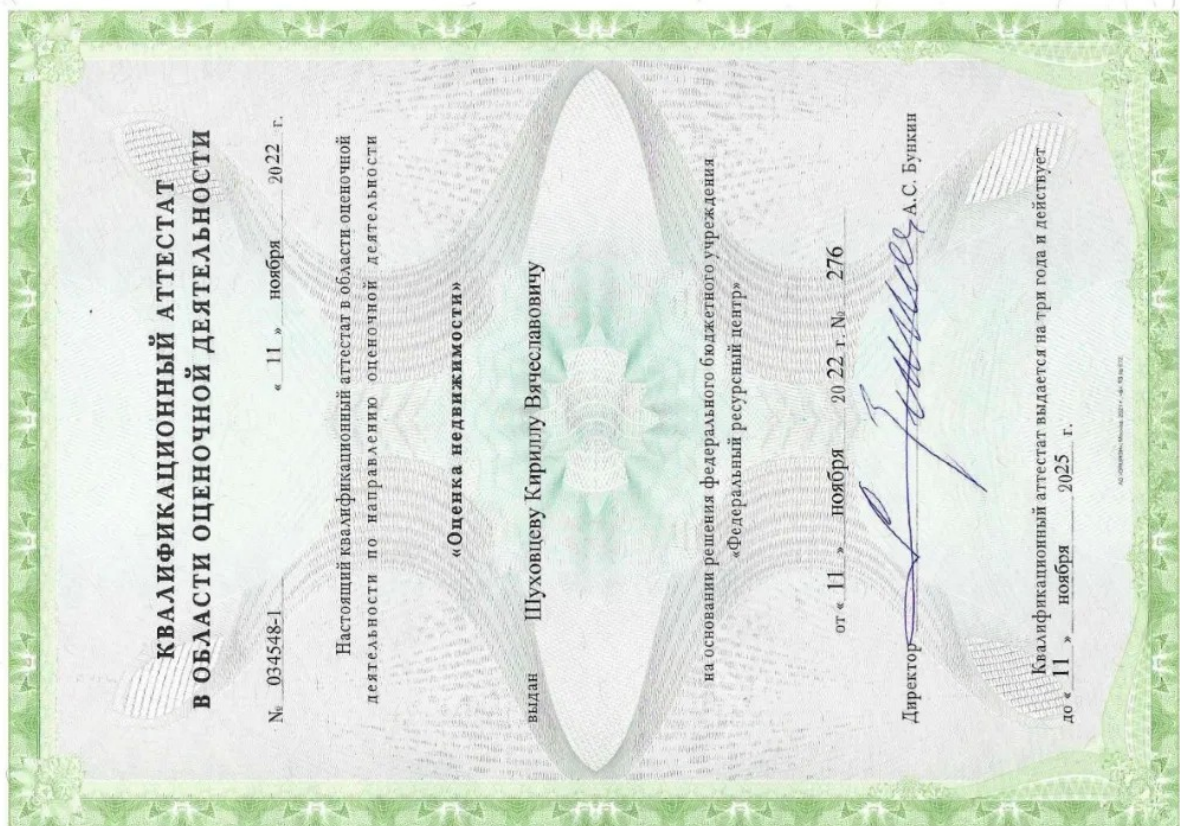 КВАЛИФИКАЦИОННЫЙ АТТЕСТАТ
В ОБЛАСТИ ОЦЕНОЧНОЙ ДЕЯТЕЛЬНОСТИ
№ 034548-1 « 11 » ноября 2022 г.
Настоящий квалификационный аттестат в области оценочной
деятельности по направлению оценочной деятельности
«Оценка недвижимости»
выдан Шуховцеву Кириллу Вячеславовичу
на основании решения федерального бюджетного учреждения
«Федеральный ресурсный центр»
от « 11 » ноября 20 22 г. № 276
Директор А.С. Бункин
Квалификационный аттестат выдается на три года и действует
до « 11 » ноября 2025 г.